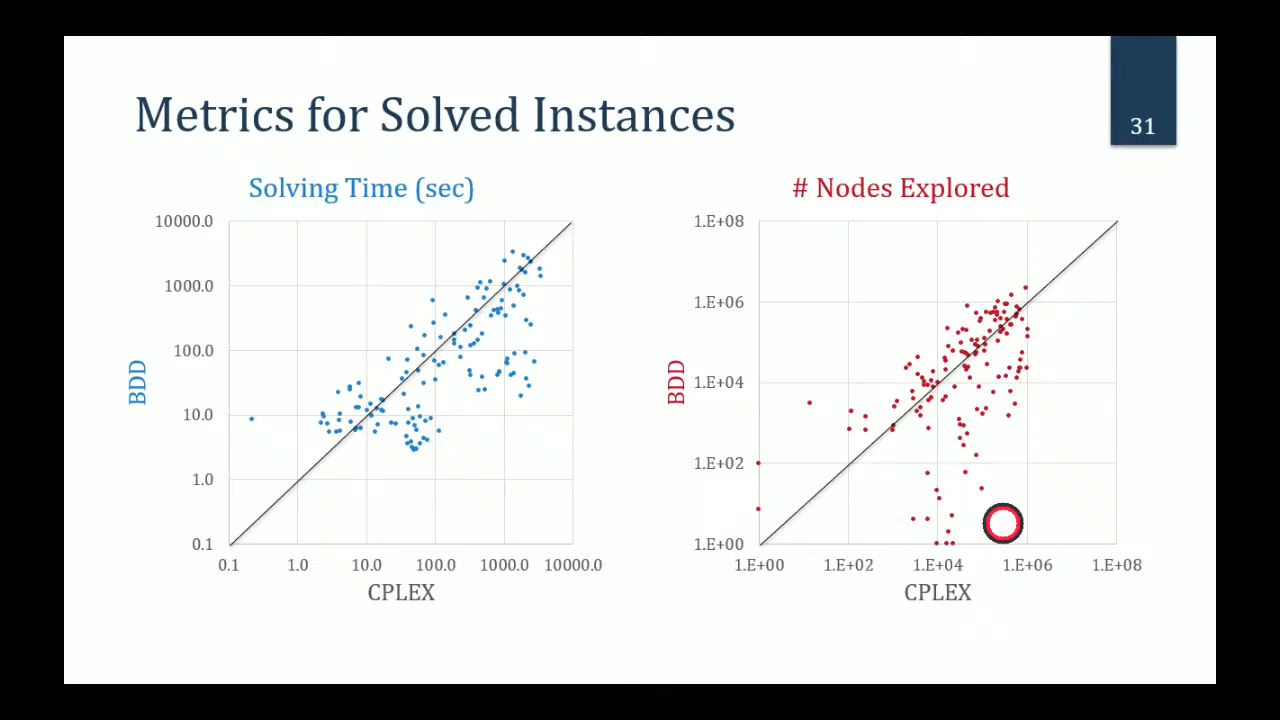 Metrics for Solved Instances
31
Solving Time (sec)
10000.0
1000.0
100.0
10.0
1.0
0.1
BDD
0.1 1.0 10.0 100.0 1000.0 10000.0
CPLEX
# Nodes Explored
1.E+08
1.E+06
1.E+04
1.E+02
1.E+00
BDD
1.E+00 1.E+02 1.E+04 1.E+06 1.E+08
CPLEX